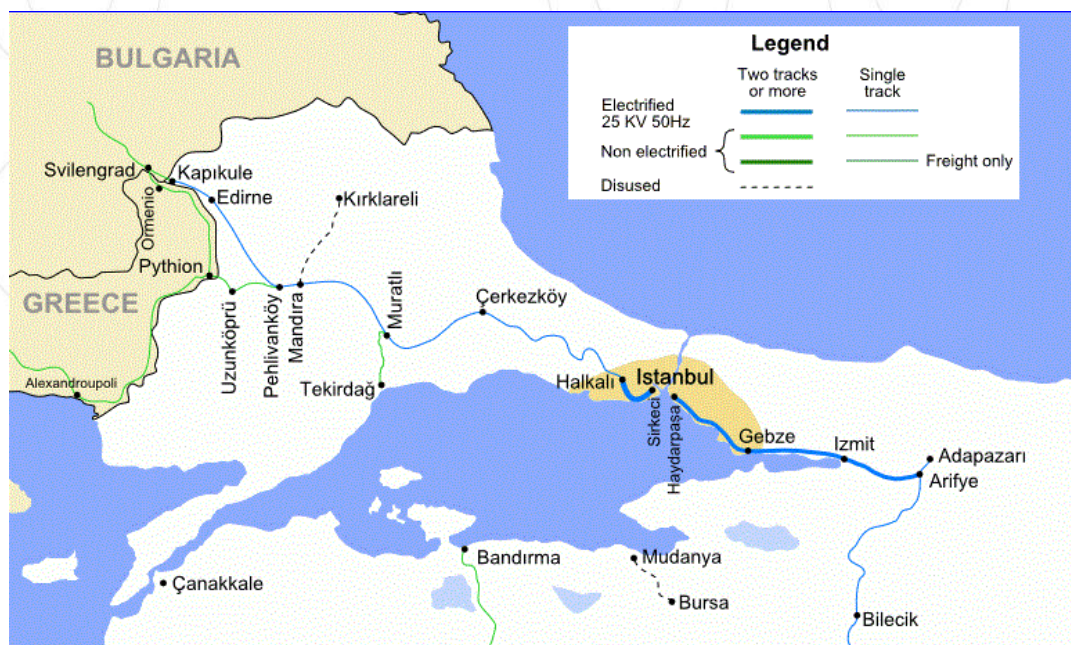 BULGARIA
Legend
Two tracks
or more
Single
track
Electrified
25 KV 50Hz
Non electrified
Freight only
Disused
Svilengrad
Kapıkule
Edirne
Ormenio
Kırklareli
Pythion
GREECE
Uzunköprü
Pehlivanköy
Mandıra
Muratlı
Çerkezköy
Alexandroupoli
Tekirdağ
Halkalı
Istanbul
Sirkeci
Haydarpaşa
Gebze
Izmit
Adapazarı
Arifye
Çanakkale
Bandırma
Mudanya
Bursa
Bilecik